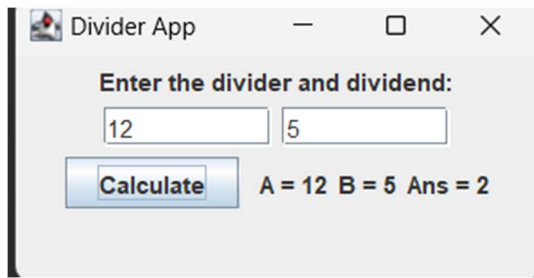 Divider App
Enter the divider and dividend:
12 5
Calculate A = 12 B = 5 Ans = 2